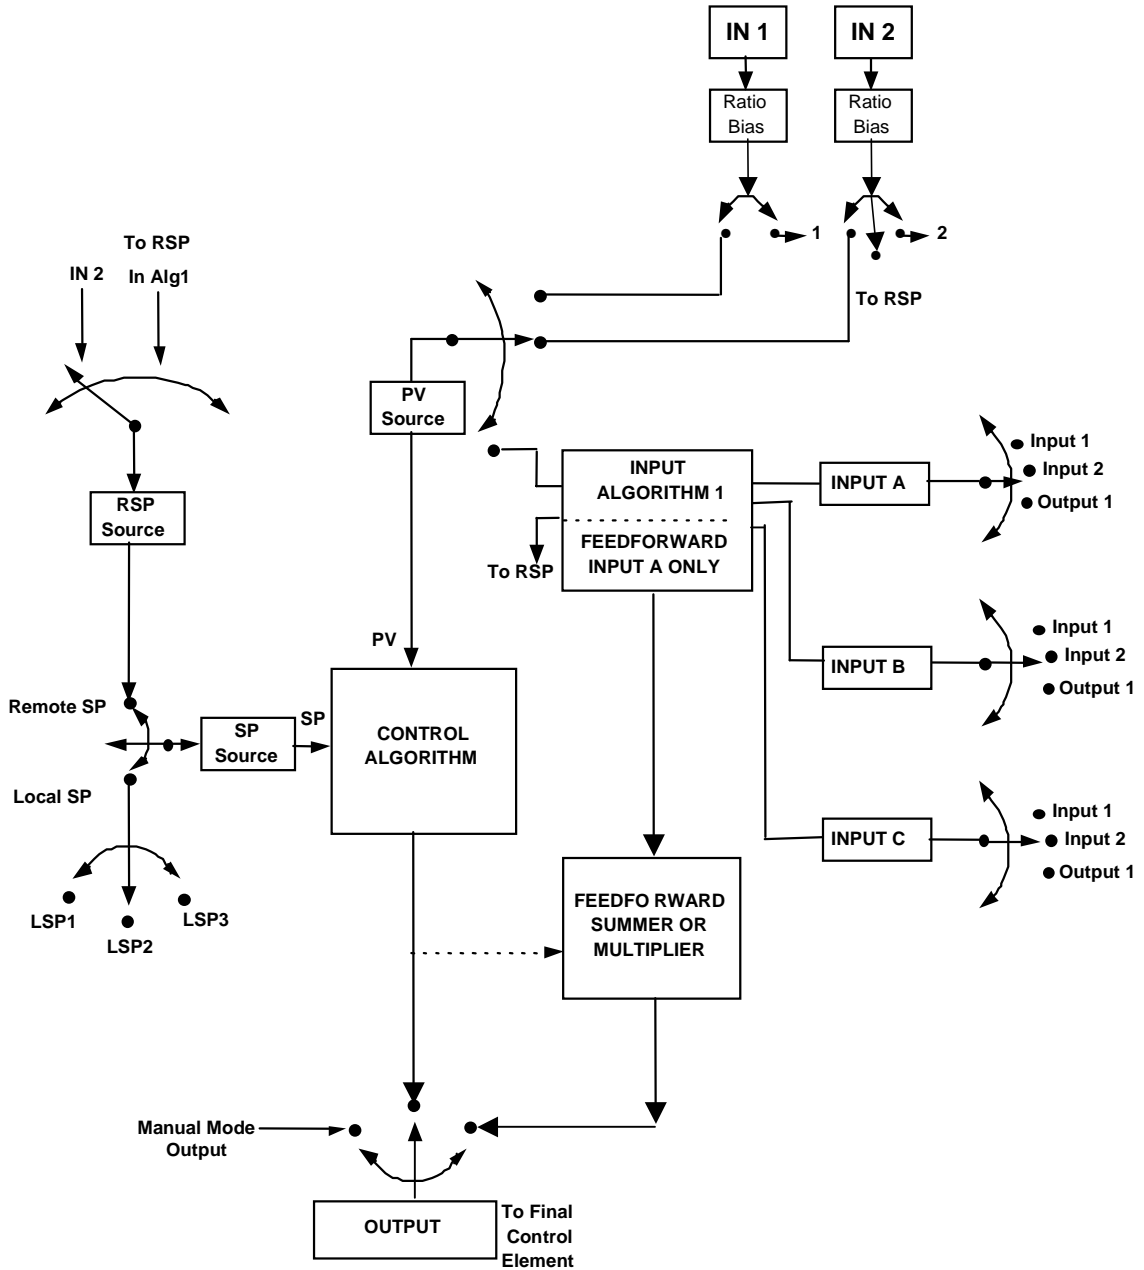 IN 1
IN 2
Ratio
Bias
Ratio
Bias
1
2
To RSP
To RSP
IN 2
In Alg1
PV
Source
RSP
Source
INPUT
ALGORITHM 1
FEEDFORWARD
INPUT A ONLY
To RSP
INPUT A
Input 1
Input 2
Output 1
INPUT B
Input 1
Input 2
Output 1
INPUT C
Input 1
Input 2
Output 1
PV
Remote SP
SP
Source
SP
CONTROL
ALGORITHM
Local SP
LSP1
LSP2
LSP3
FEEDFO RWARD
SUMMER OR
MULTIPLIER
Manual Mode
Output
OUTPUT
To Final
Control
Element